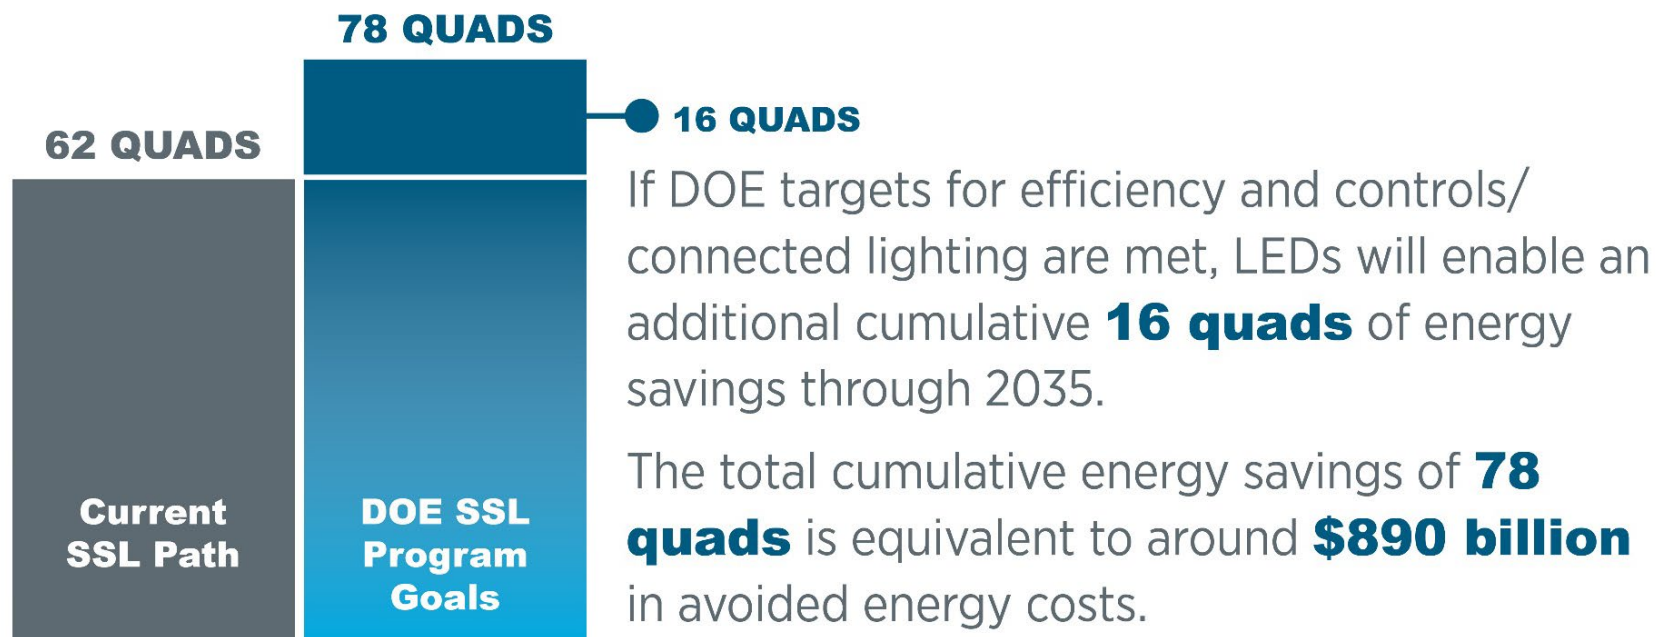 78 QUADS
62 QUADS
16 QUADS
If DOE targets for efficiency and controls/
connected lighting are met, LEDs will enable an
additional cumulative 16 quads of energy
savings through 2035.
The total cumulative energy savings of 78
quads is equivalent to around $890 billion
in avoided energy costs.
Current
SSL Path
DOE SSL
Program
Goals